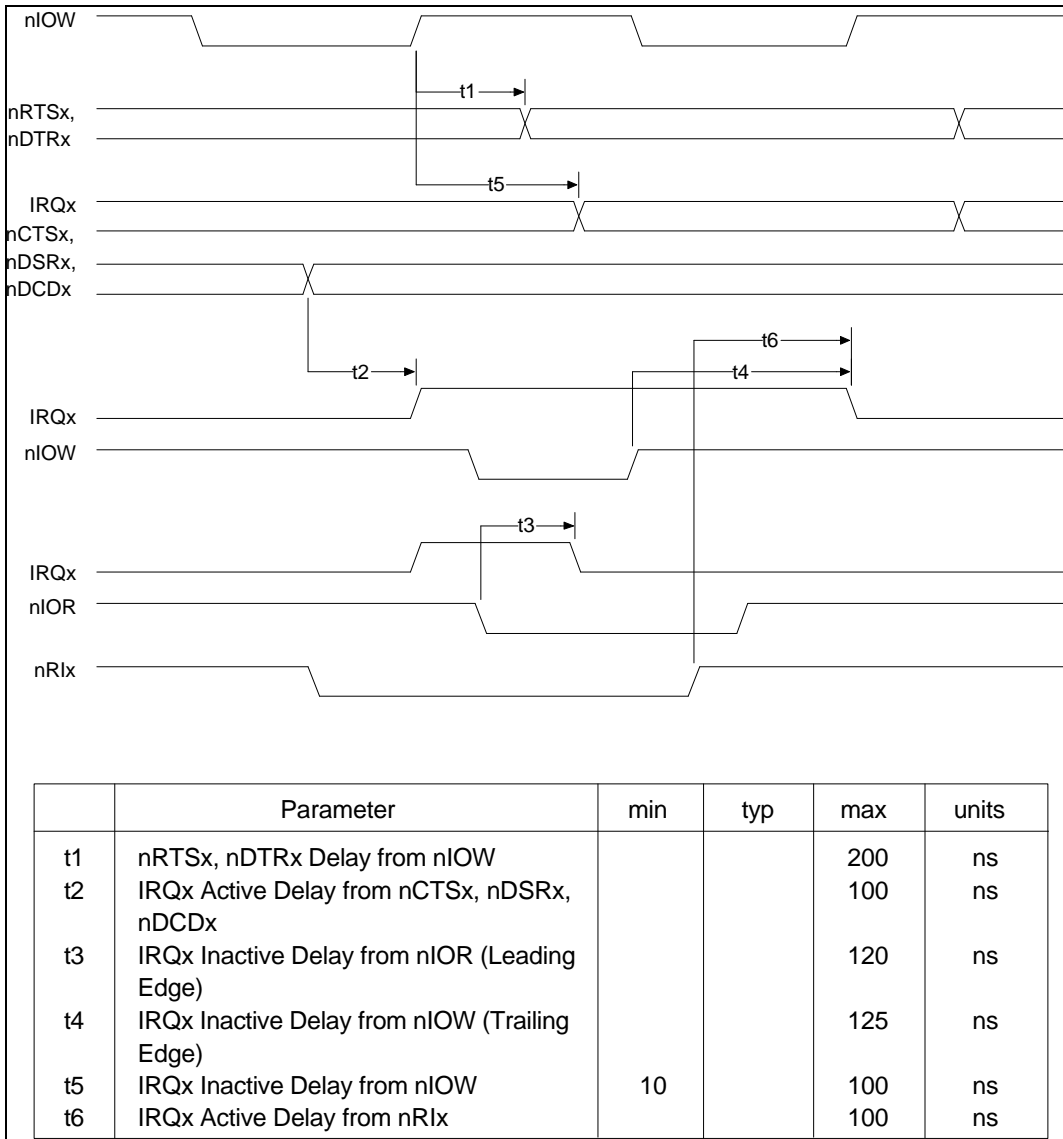 nIOW
t1
nRTSx,
nDTRx
t5
IRQx
nCTSx,
nDSRx,
nDCDx
t6
t2
t4
IRQx
nIOW
t3
IRQx
nIOR
nRIx
Parameter min typ max units
t1 nRTSx, nDTRx Delay from nIOW 200 ns
t2 IRQx Active Delay from nCTSx, nDSRx, 100 ns
nDCDx
t3 IRQx Inactive Delay from nIOR (Leading 120 ns
Edge)
t4 IRQx Inactive Delay from nIOW (Trailing 125 ns
Edge)
t5 IRQx Inactive Delay from nIOW 10 100 ns
t6 IRQx Active Delay from nRIx 100 ns